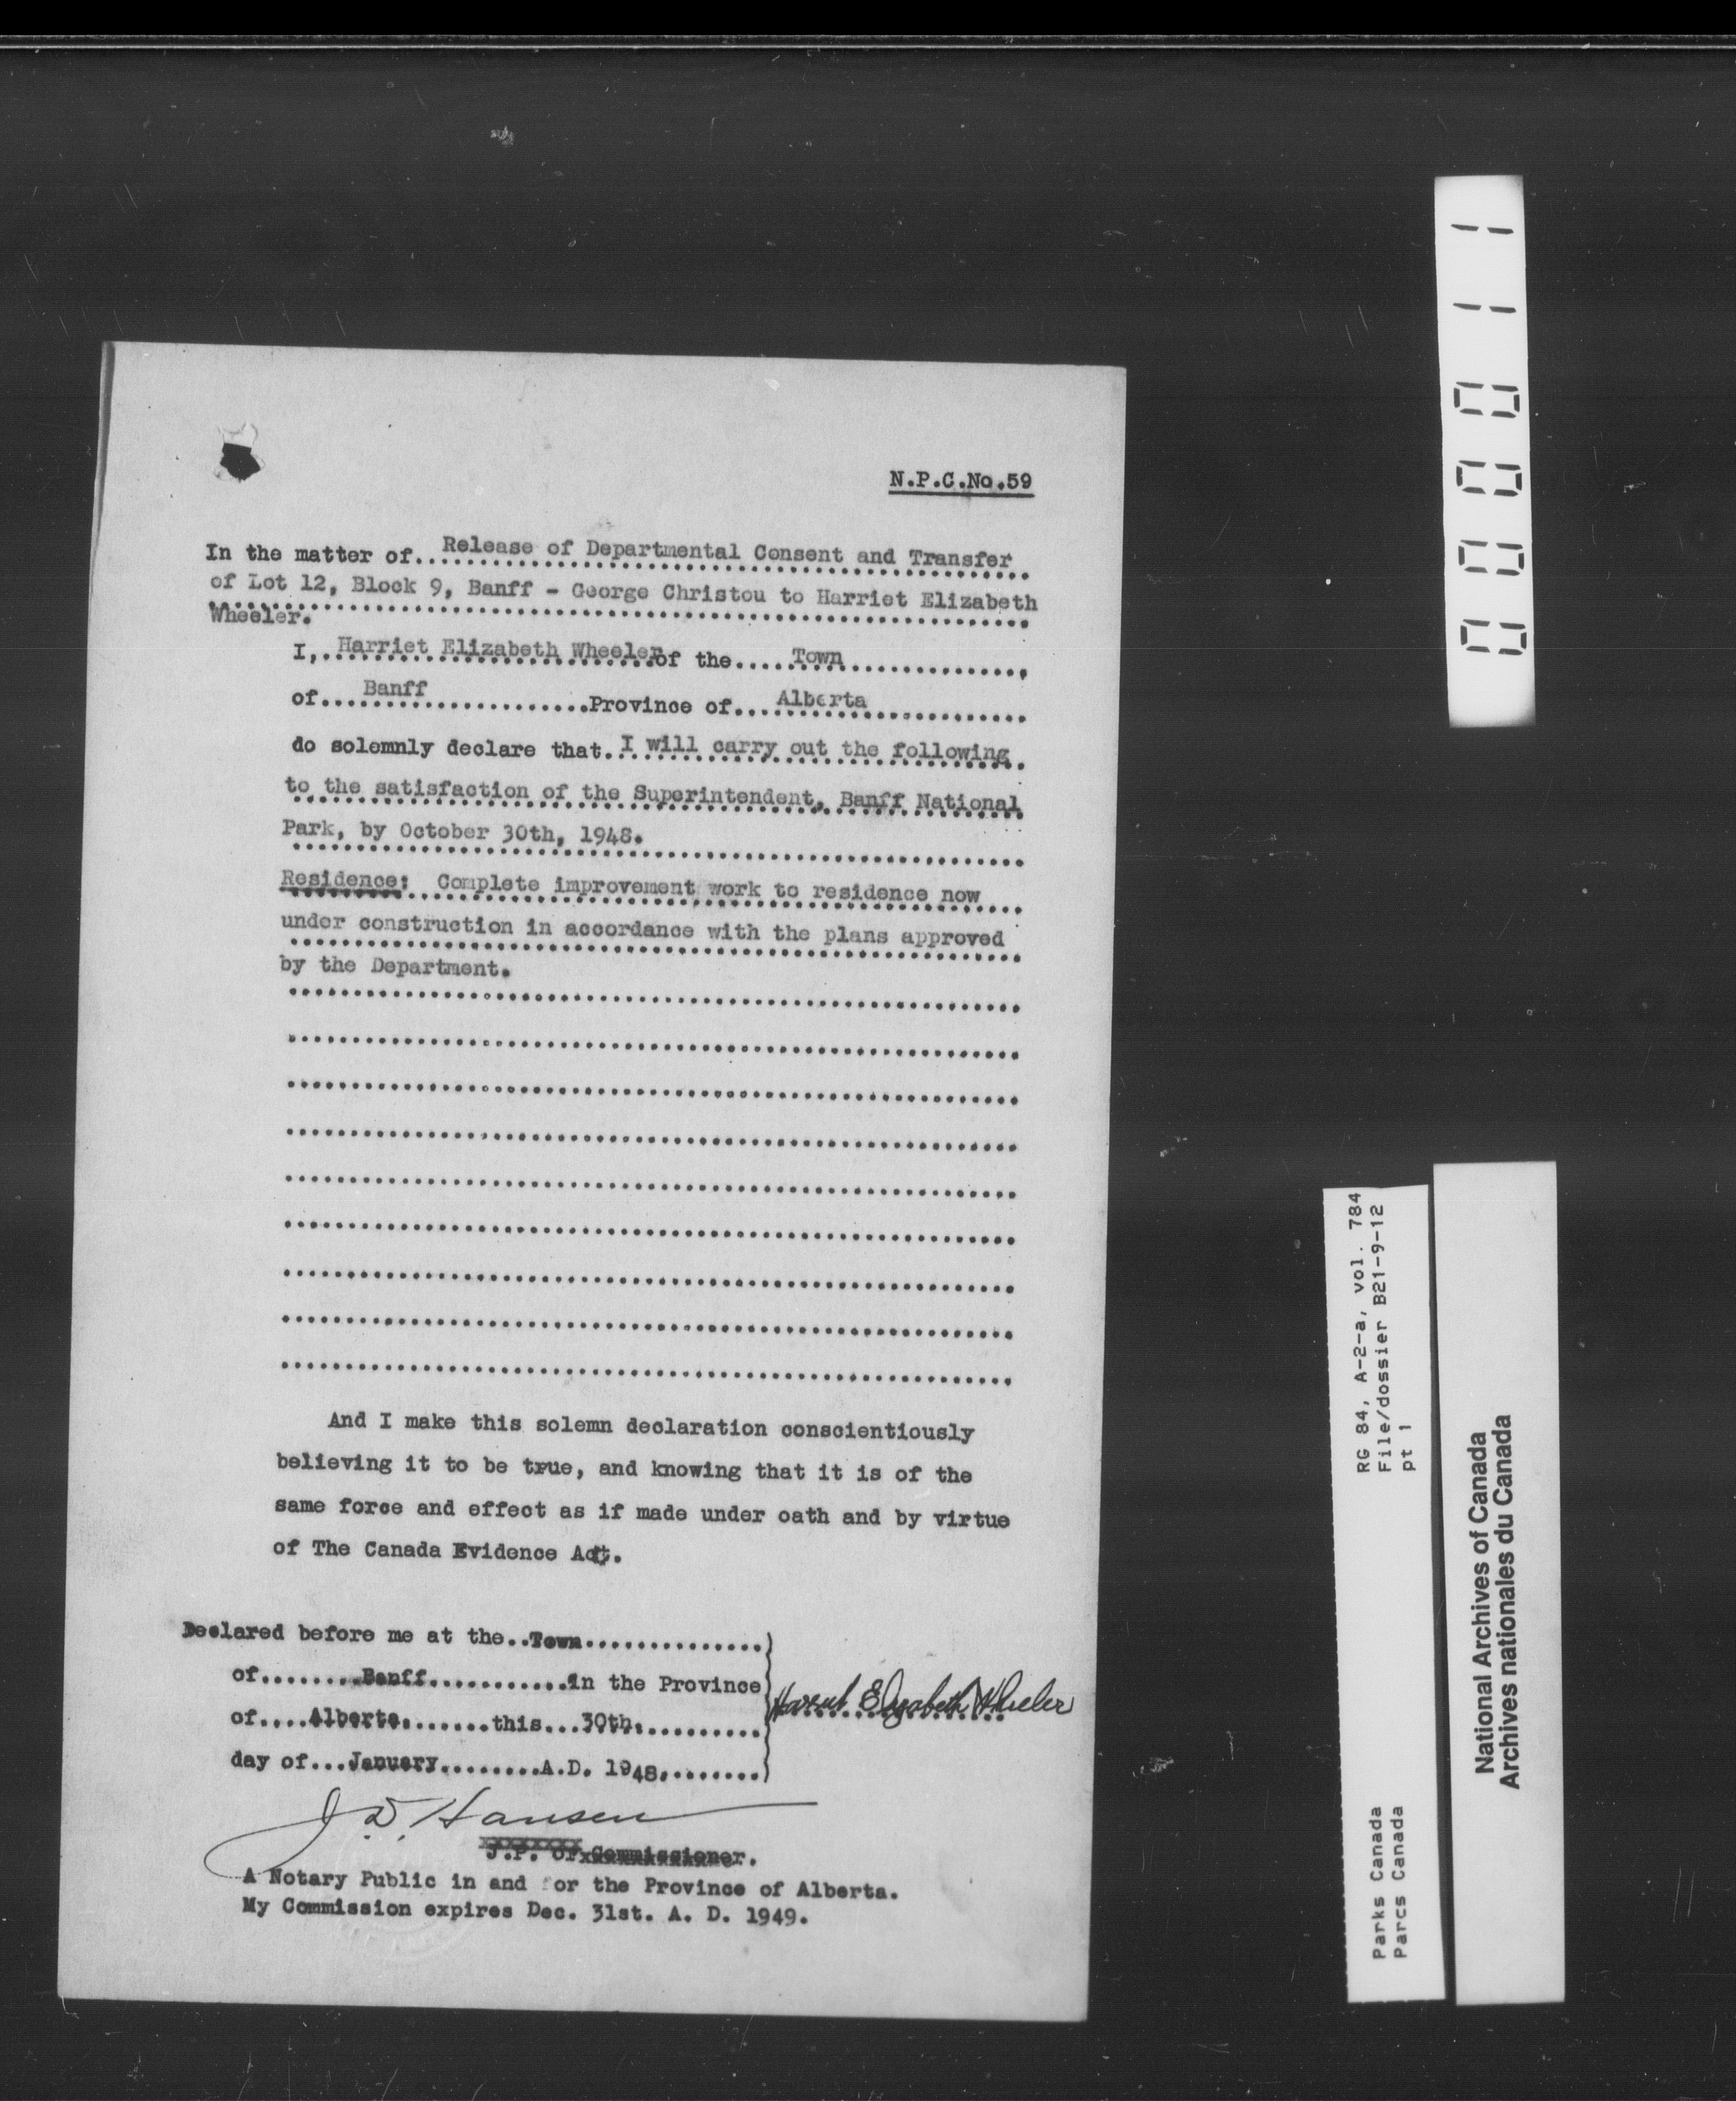 N.P.C.No.59
In the matter of..Release of Departmental Consent and Transfer
of Lot 12, Block 9, Banff - George Christou to Harriet Elizabeth
Wheeler.
I,..Harriet Elizabeth Wheeler of the.....Town..............,
of...Banff.....................Province of...Alberta............
do solemnly declare that.I will carry out the following
to the satisfaction of the Superintendent, Banff National
Park, by October 30th, 1948.
Residence: Complete improvement work to residence now
under construction in accordance with the plans approved
by the Department.
And I make this solemn declaration conscientiously
believing it to be true, and knowing that it is of the
same force and effect as if made under oath and by virtue
of The Canada Evidence Act.
Declared before me at the..Town..............
of........Banff...........in the Province
of....Alberta.......this...30th..........
day of...January........A.D. 1948........
Harriet Elizabeth Wheeler
J. D. Hansen
J.P. or Commissioner.
A Notary Public in and for the Province of Alberta.
My Commission expires Dec. 31st. A. D. 1949.
000011
RG 84, A-2-a, vol. 784
File/dossier B21-9-12
pt 1
Parks Canada
Parcs Canada
National Archives of Canada
Archives nationales du Canada